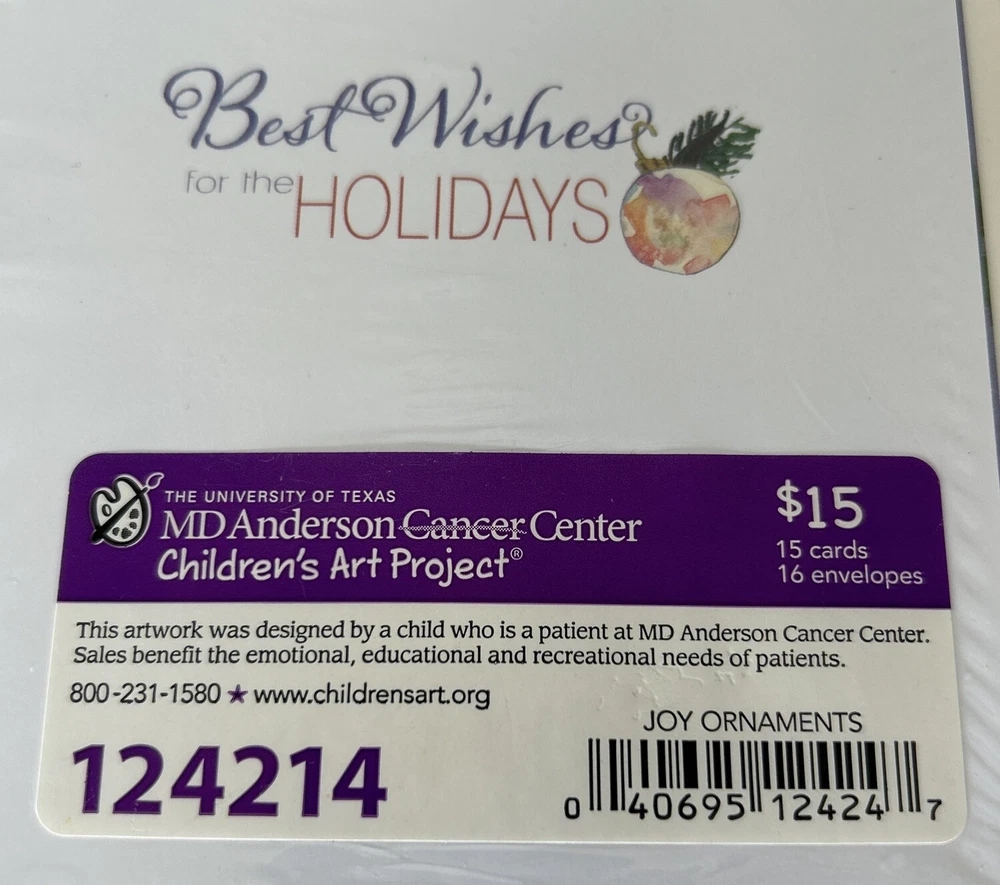 Best Wishes
for the HOLIDAYS
THE UNIVERSITY OF TEXAS
MD Anderson Cancer Center
Children's Art Project®
$15
15 cards
16 envelopes
This artwork was designed by a child who is a patient at MD Anderson Cancer Center.
Sales benefit the emotional, educational and recreational needs of patients.
800-231-1580 ★ www.childrensart.org
JOY ORNAMENTS
124214
0 40695 12424 7